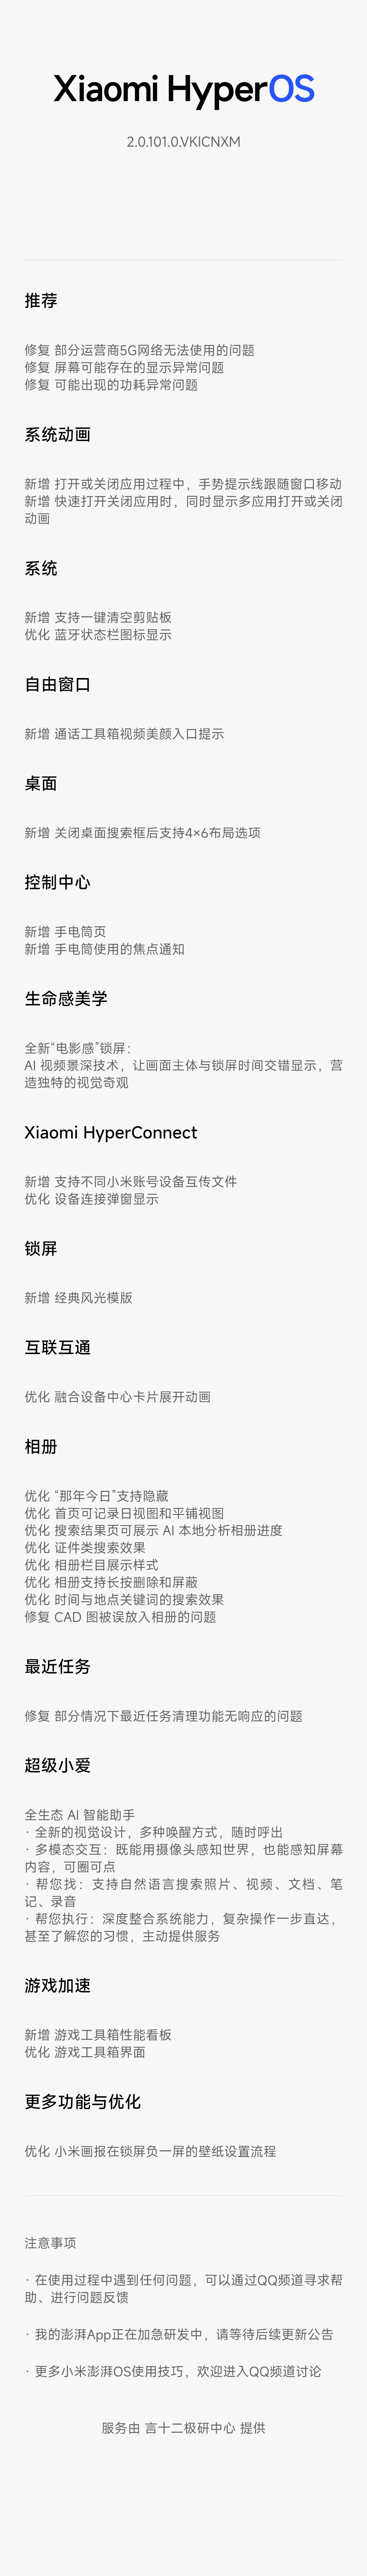 Xiaomi HyperOS
2.0.101.0.VKICNXM
推荐
修复 部分运营商5G网络无法使用的问题
修复 屏幕可能存在的显示异常问题
修复 可能出现的功耗异常问题
系统动画
新增 打开或关闭应用过程中，手势提示线跟随窗口移动
新增 快速打开关闭应用时，同时显示多应用打开或关闭
动画
系统
新增 支持一键清空剪贴板
优化 蓝牙状态栏图标显示
自由窗口
新增 通话工具箱视频美颜入口提示
桌面
新增 关闭桌面搜索框后支持4×6布局选项
控制中心
新增 手电筒页
新增 手电筒使用的焦点通知
生命感美学
全新“电影感”锁屏：
AI 视频景深技术，让画面主体与锁屏时间交错显示，营
造独特的视觉奇观
Xiaomi HyperConnect
新增 支持不同小米账号设备互传文件
优化 设备连接弹窗显示
锁屏
新增 经典风光模版
互联互通
优化 融合设备中心卡片展开动画
相册
优化 “那年今日”支持隐藏
优化 首页可记录日视图和平铺视图
优化 搜索结果页可展示 AI 本地分析相册进度
优化 证件类搜索效果
优化 相册栏目展示样式
优化 相册支持长按删除和屏蔽
优化 时间与地点关键词的搜索效果
修复 CAD 图被误放入相册的问题
最近任务
修复 部分情况下最近任务清理功能无响应的问题
超级小爱
全生态 AI 智能助手
· 全新的视觉设计，多种唤醒方式，随时呼出
· 多模态交互：既能用摄像头感知世界，也能感知屏幕
内容，可圈可点
· 帮您找：支持自然语言搜索照片、视频、文档、笔
记、录音
· 帮您执行：深度整合系统能力，复杂操作一步直达，
甚至了解您的习惯，主动提供服务
游戏加速
新增 游戏工具箱性能看板
优化 游戏工具箱界面
更多功能与优化
优化 小米画报在锁屏负一屏的壁纸设置流程
注意事项
· 在使用过程中遇到任何问题，可以通过QQ频道寻求帮
助、进行问题反馈
· 我的澎湃App正在加急研发中，请等待后续更新公告
· 更多小米澎湃OS使用技巧，欢迎进入QQ频道讨论
服务由 言十二极研中心 提供